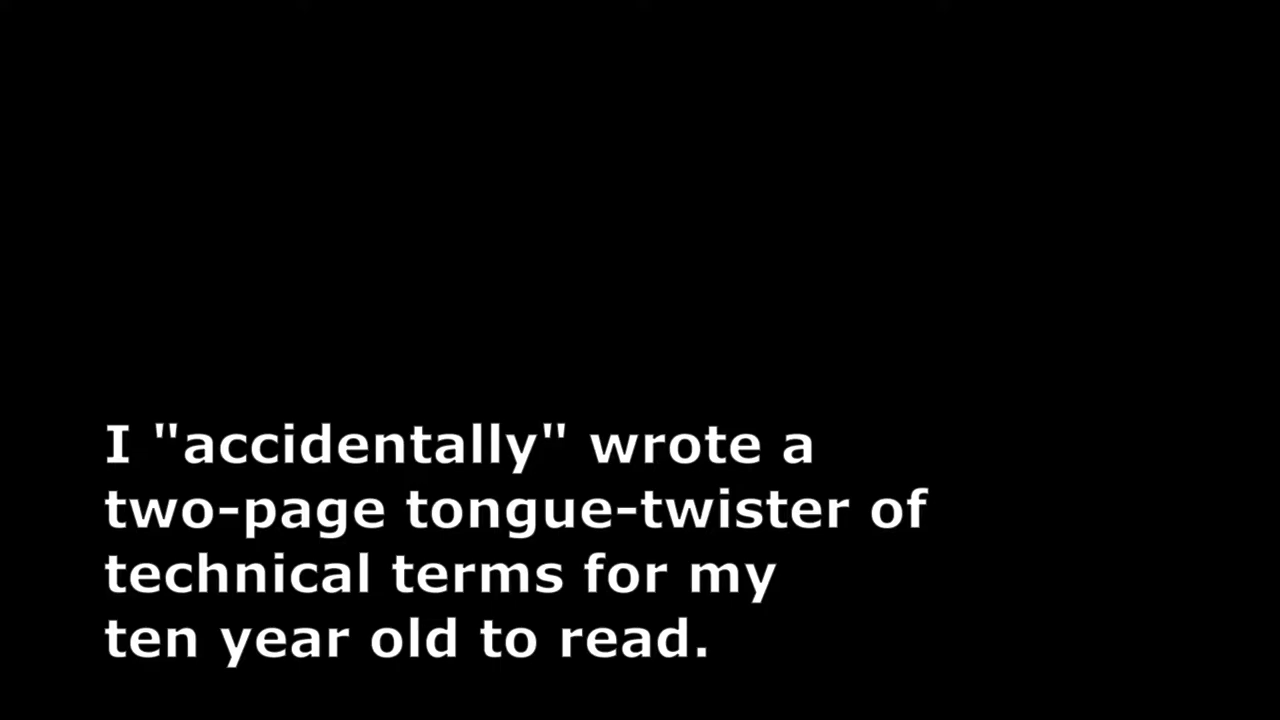 I "accidentally" wrote a
two-page tongue-twister of
technical terms for my
ten year old to read.